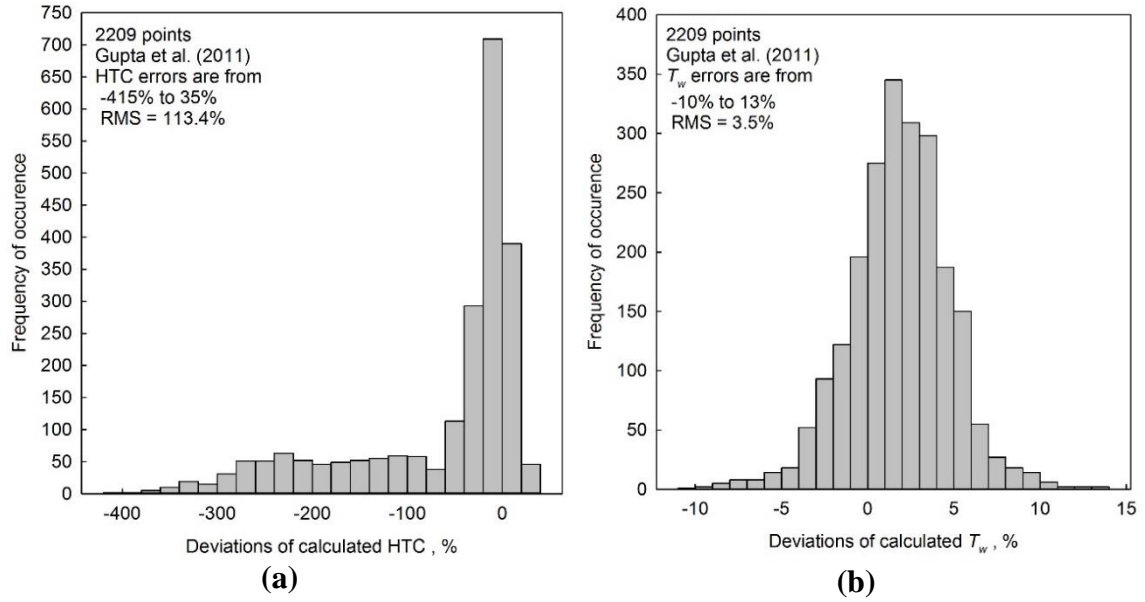 750
700
650
600
550
500
450
400
350
300
250
200
150
100
50
0
Frequency of occurence
2209 points
Gupta et al. (2011)
HTC errors are from
-415% to 35%
RMS = 113.4%
-400 -300 -200 -100 0
Deviations of calculated HTC , %
(a)
400
350
300
250
200
150
100
50
0
Frequency of occurence
2209 points
Gupta et al. (2011)
Tw errors are from
-10% to 13%
RMS = 3.5%
-10 -5 0 5 10 15
Deviations of calculated Tw , %
(b)